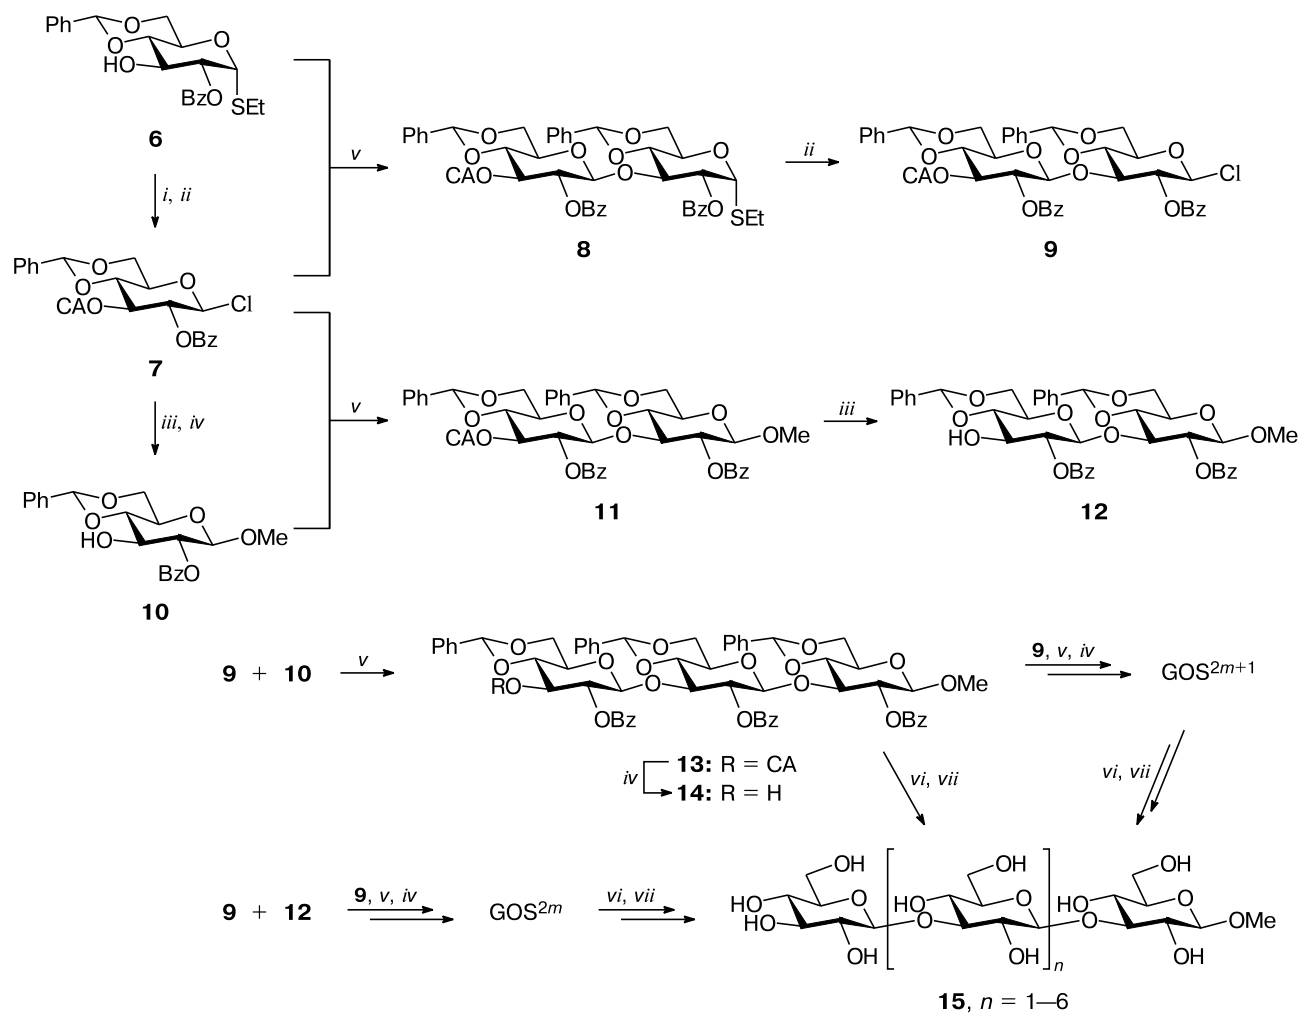 Ph O O O
HO BzO SEt
6
i, ii
Ph O O O
CAO Cl
OBz
7
iii, iv
Ph O O O
HO OMe
BzO
10
v
Ph O O O Ph O O O
CAO O
OBz BzO SEt
8
ii
Ph O O O Ph O O O
CAO O Cl
OBz OBz
9
v
Ph O O O Ph O O O
CAO O OMe
OBz OBz
11
iii
Ph O O O Ph O O O
HO O OMe
OBz OBz
12
9 + 10
v
Ph O O O Ph O O O Ph O O O
RO O O OMe
OBz OBz OBz
9, v, iv
GOS2m+1
iv
13: R = CA
14: R = H
vi, vii
vi, vii
9 + 12
9, v, iv
GOS2m
vi, vii
OH OH OH
HO O HO O HO O
HO O O OMe
OH OH OH
n
15, n = 1—6